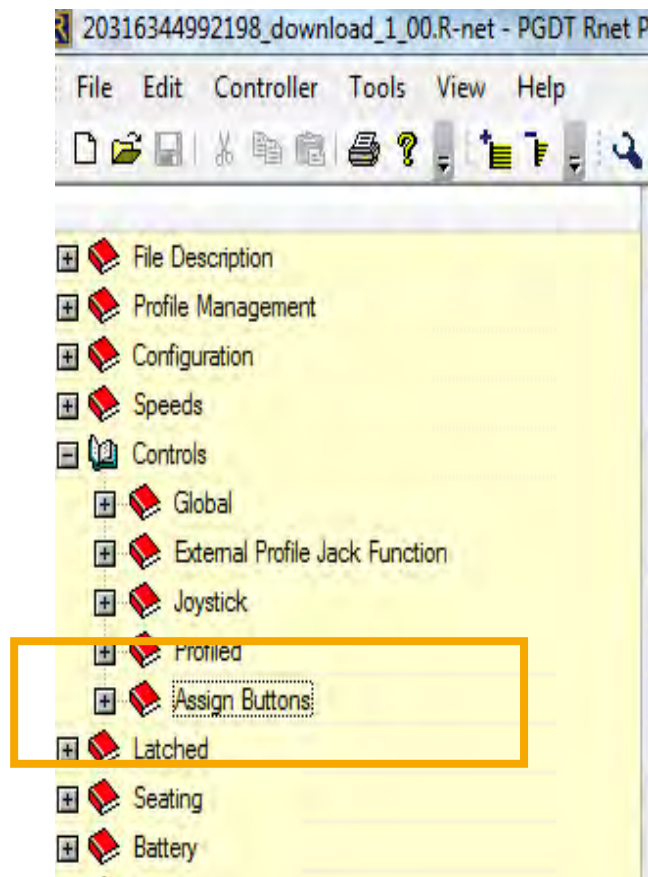 20316344992198_download_1_00.R-net - PGDT Rnet P
File Edit Controller Tools View Help
File Description
Profile Management
Configuration
Speeds
Controls
Global
External Profile Jack Function
Joystick
Profiled
Assign Buttons
Latched
Seating
Battery